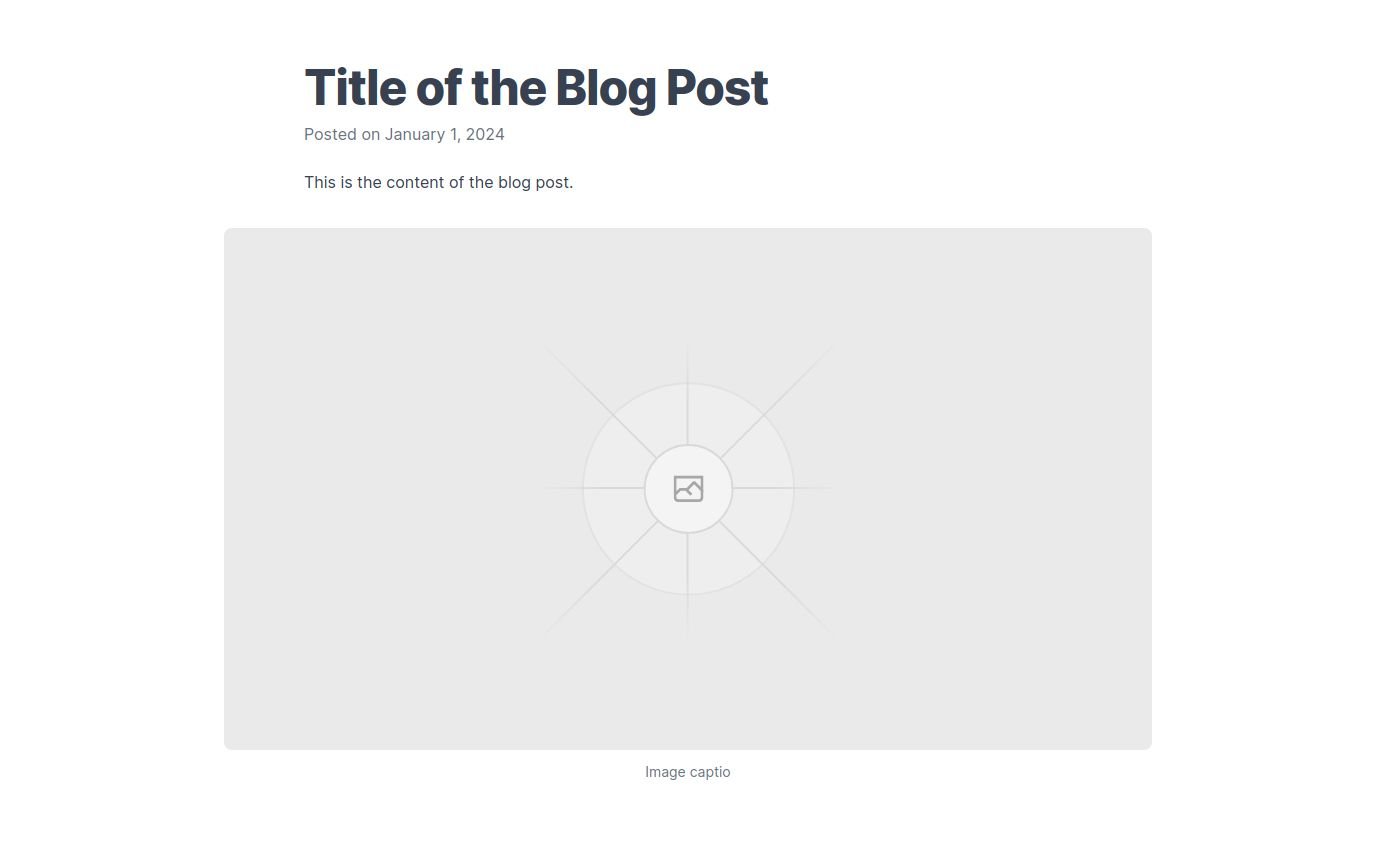 Title of the Blog Post
Posted on January 1, 2024
This is the content of the blog post.
Image captio